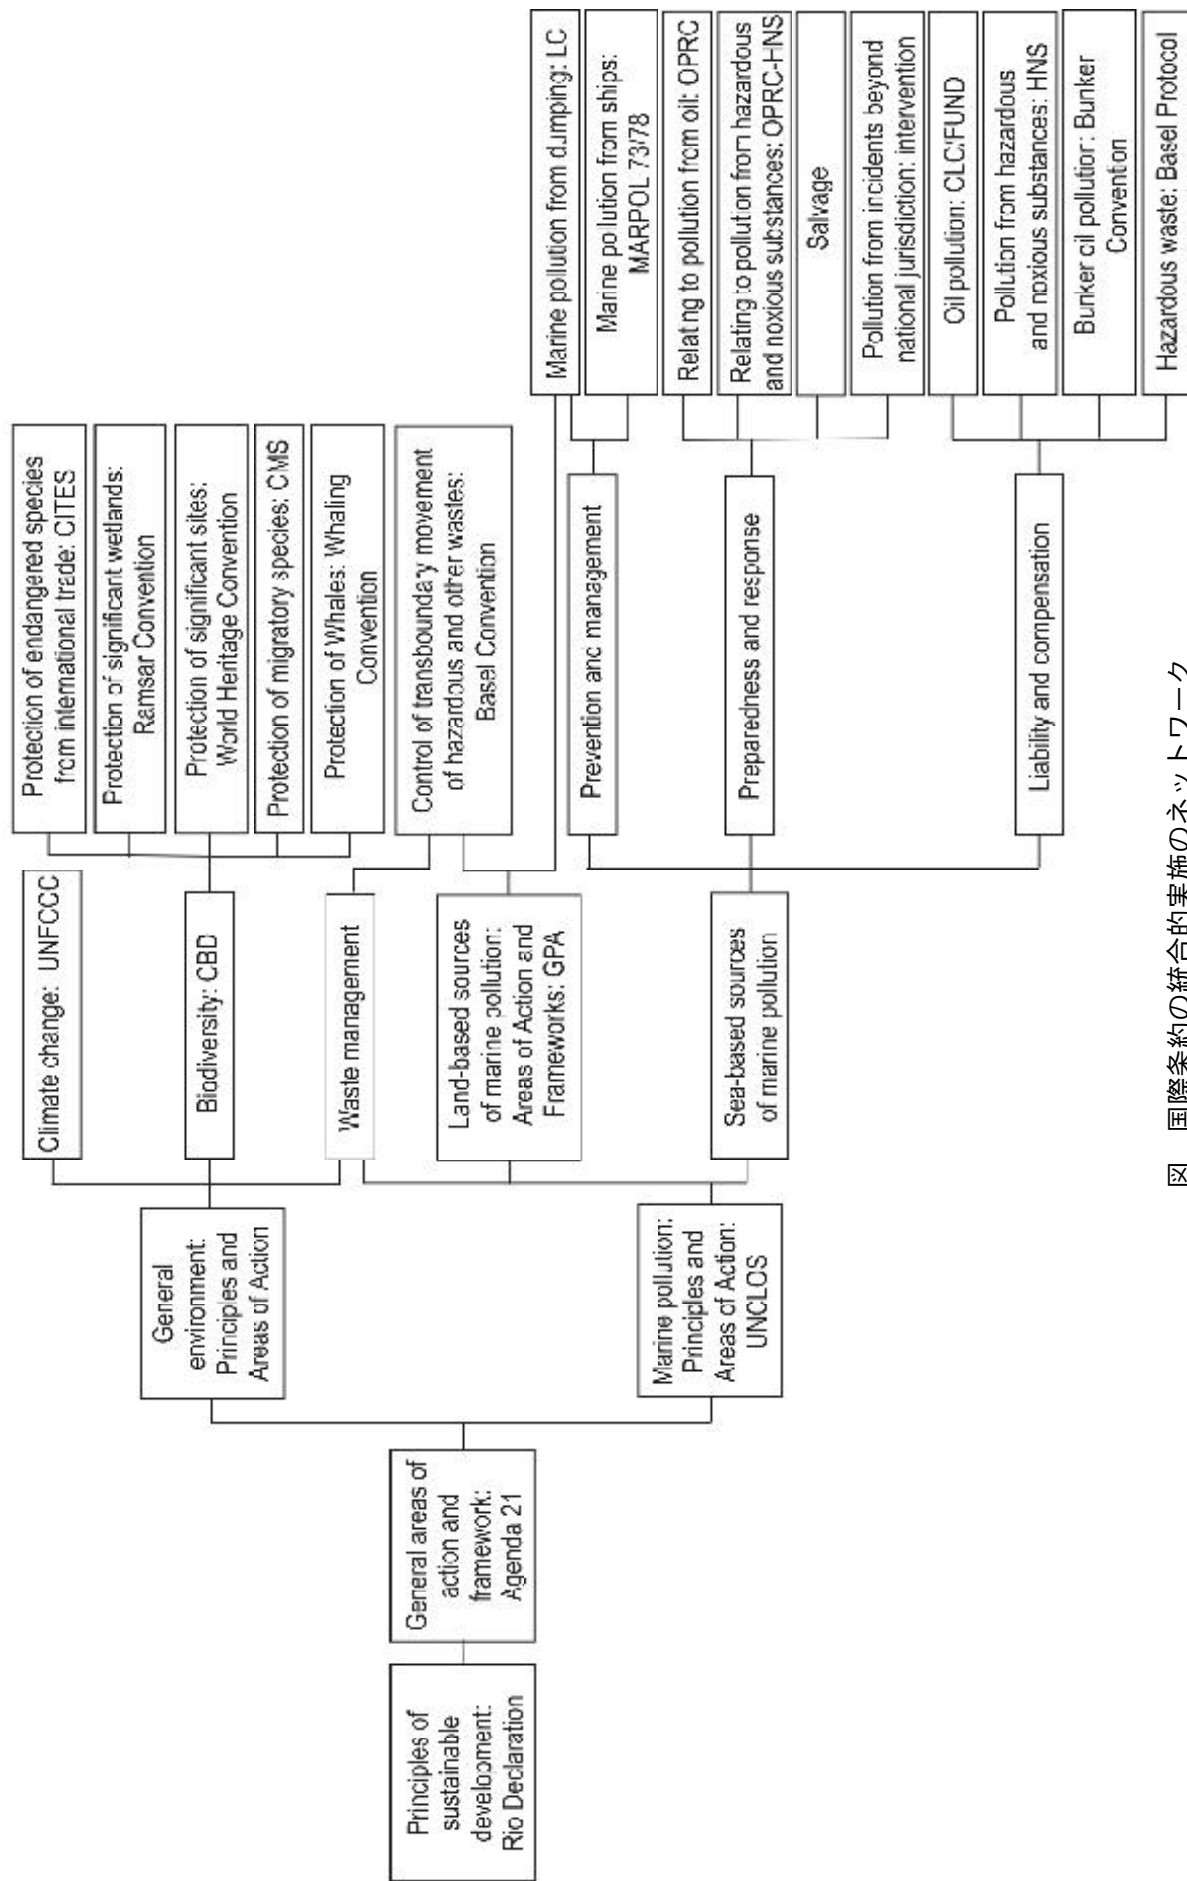 Principles of
sustainable
development:
Rio Declaration
General areas of
action and
framework:
Agenda 21
General
environment:
Principles and
Areas of Action
Marine pollution:
Principles and
Areas of Action:
UNCLOS
Climate change: UNFCCC
Biodiversity: CBD
Waste management
Land-based sources
of marine pollution:
Areas of Action and
Frameworks: GPA
Sea-based sources
of marine pollution
Protection of endangered species
from international trade: CITES
Protection of significant wetlands:
Ramsar Convention
Protection of significant sites:
World Heritage Convention
Protection of migratory species: CMS
Protection of Whales: Whaling
Convention
Control of transboundary movement
of hazardous and other wastes:
Basel Convention
Prevention and management
Preparedness and response
Liability and compensation
Marine pollution from dumping: LC
Marine pollution from ships:
MARPOL 73/78
Relating to pollution from oil: OPRC
Relating to pollution from hazardous
and noxious substances: OPRC-HNS
Salvage
Pollution from incidents beyond
national jurisdiction: intervention
Oil pollution: CLC/FUND
Pollution from hazardous
and noxious substances: HNS
Bunker oil pollution: Bunker
Convention
Hazardous waste: Basel Protocol
図 国際条約の統合的実施のネットワーク